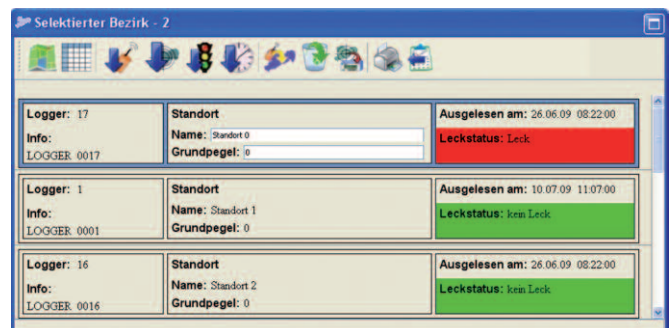 Selektierter Bezirk - 2
Logger: 17
Info:
LOGGER 0017
Standort
Name: Standort 0
Grundpegel: 0
Ausgelesen am: 26.06.09 08:22:00
Leckstatus: Leck
Logger: 1
Info:
LOGGER 0001
Standort
Name: Standort 1
Grundpegel: 0
Ausgelesen am: 10.07.09 11:07:00
Leckstatus: kein Leck
Logger: 16
Info:
LOGGER 0016
Standort
Name: Standort 2
Grundpegel: 0
Ausgelesen am: 26.06.09 08:22:00
Leckstatus: kein Leck